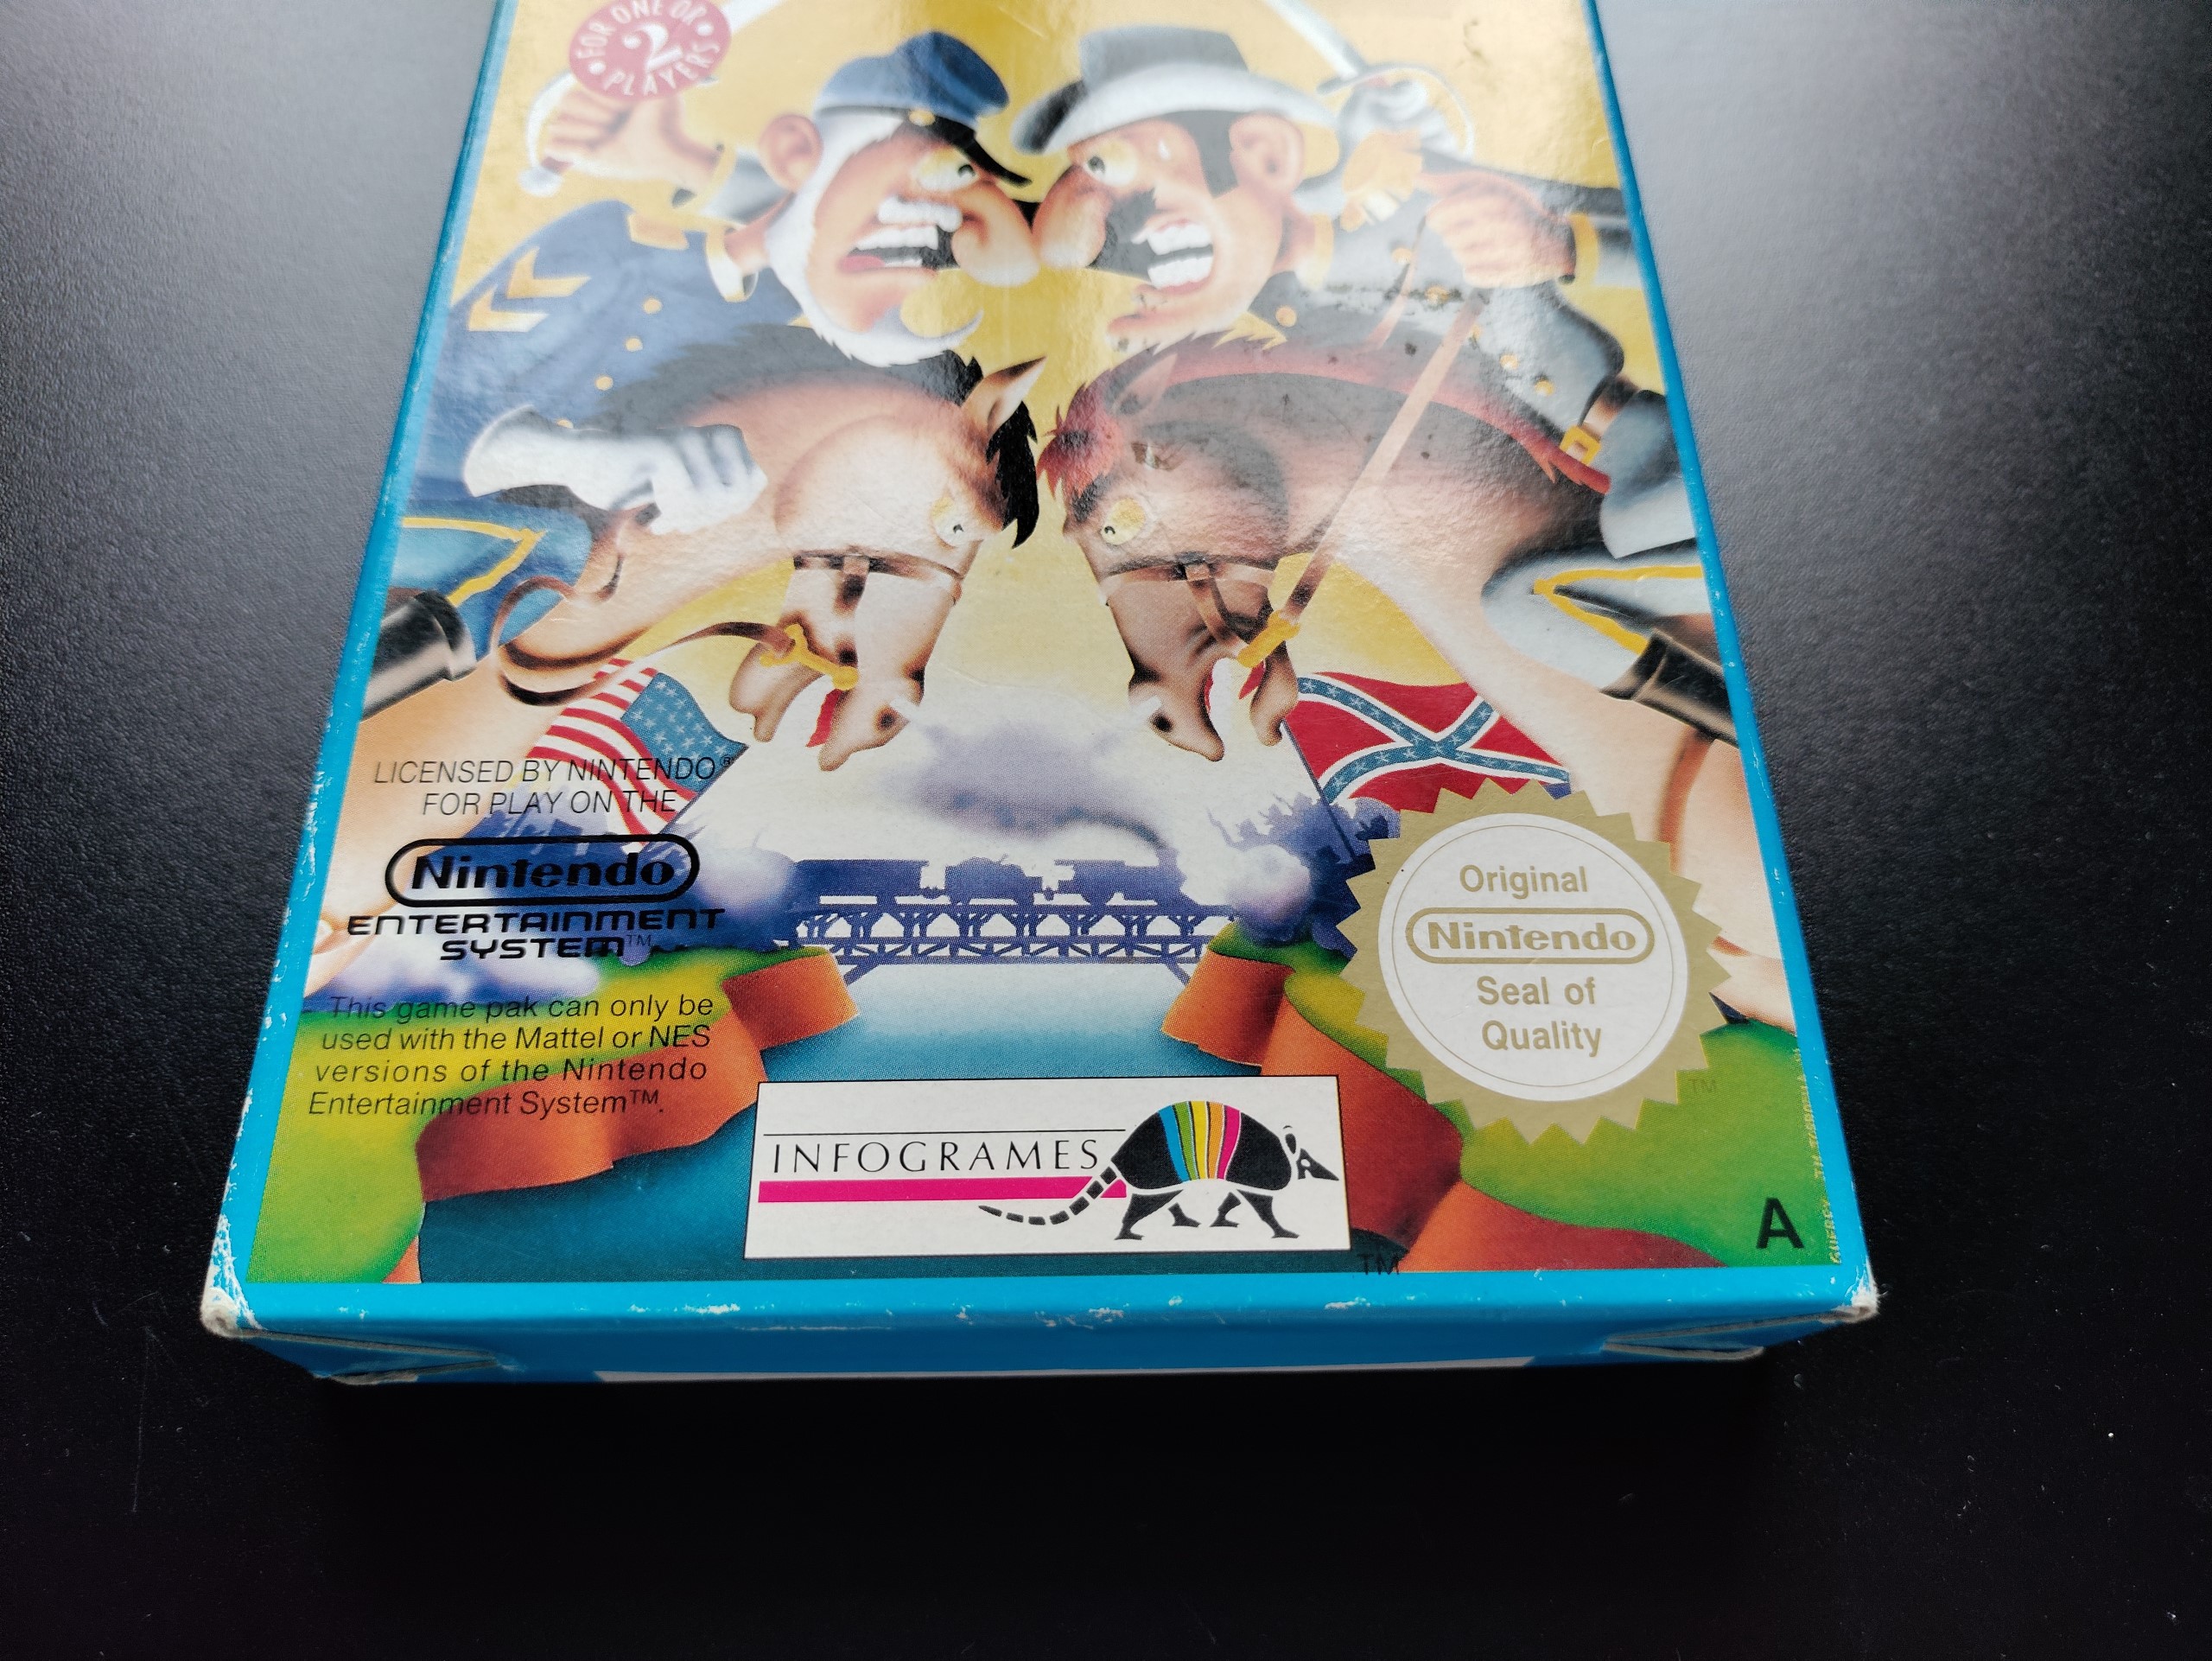 FOR ONE OR
2
PLAYERS
LICENSED BY NINTENDO®
FOR PLAY ON THE
Nintendo
ENTERTAINMENT
SYSTEM™
This game pak can only be
used with the Mattel or NES
versions of the Nintendo
Entertainment System™.
Original
Nintendo
Seal of
Quality
TM
INFOGRAMES
TM
A